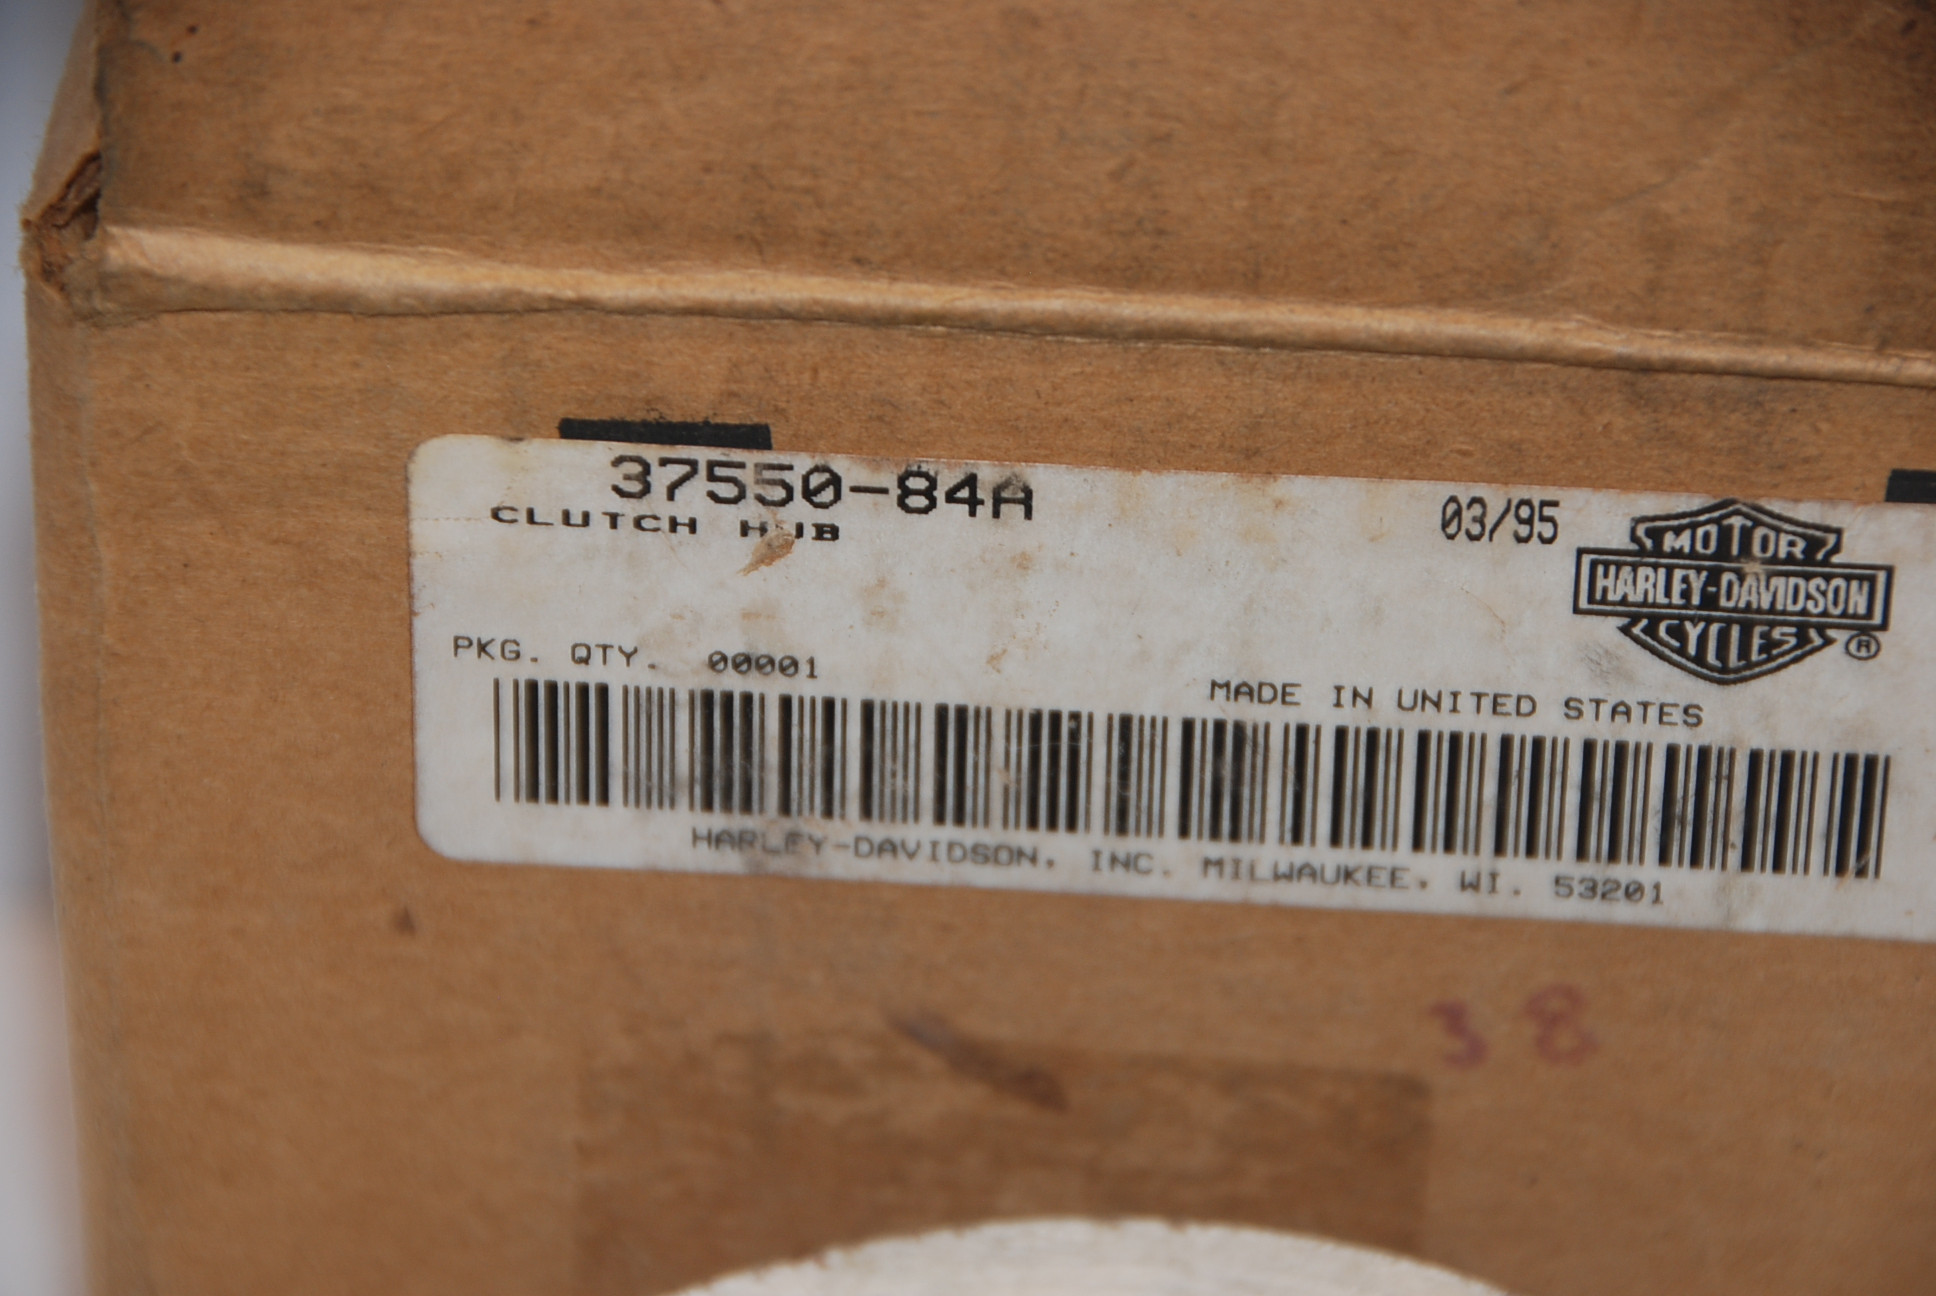 37550-84A
CLUTCH HUB
03/95
MOTOR
HARLEY-DAVIDSON
CYCLES
®
PKG. QTY. 00001
MADE IN UNITED STATES
HARLEY-DAVIDSON, INC. MILWAUKEE, WI. 53201
38